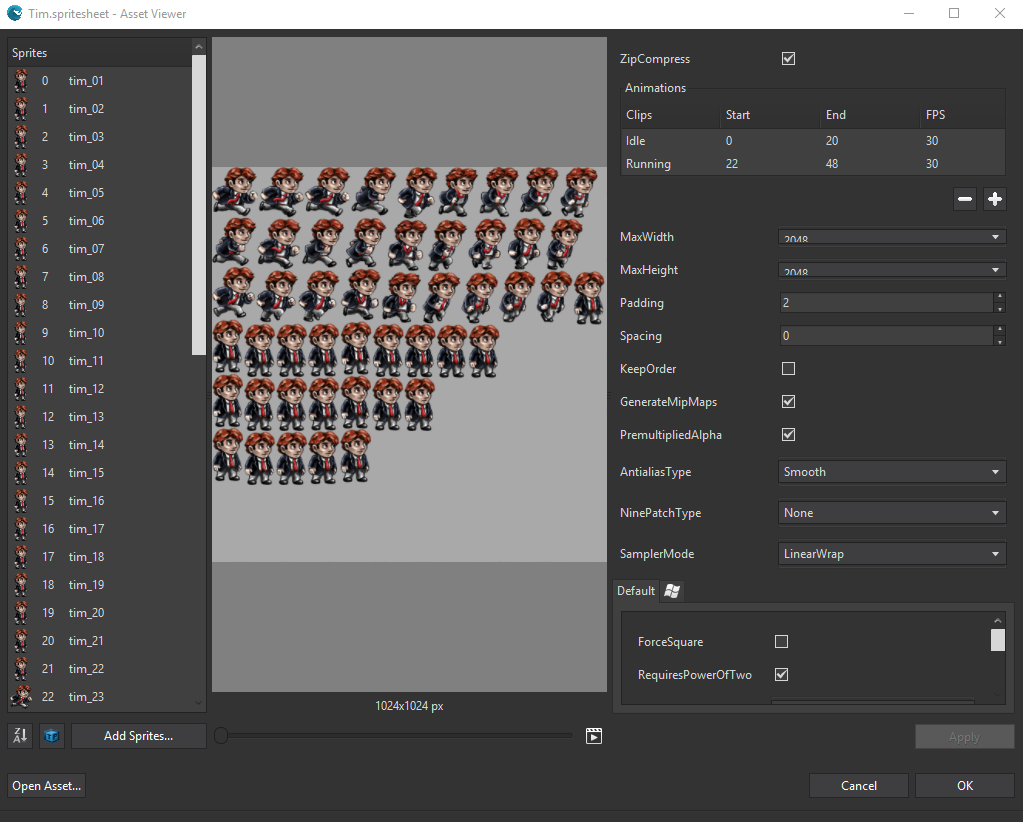 Tim.spritesheet - Asset Viewer
Sprites
0 tim_01
1 tim_02
2 tim_03
3 tim_04
4 tim_05
5 tim_06
6 tim_07
7 tim_08
8 tim_09
9 tim_10
10 tim_11
11 tim_12
12 tim_13
13 tim_14
14 tim_15
15 tim_16
16 tim_17
17 tim_18
18 tim_19
19 tim_20
20 tim_21
21 tim_22
22 tim_23
Add Sprites...
Open Asset...
1024x1024 px
ZipCompress
Animations
Clips Start End FPS
Idle 0 20 30
Running 22 48 30
MaxWidth 2048
MaxHeight 2048
Padding 2
Spacing 0
KeepOrder
GenerateMipMaps
PremultipliedAlpha
AntialiasType Smooth
NinePatchType None
SamplerMode LinearWrap
Default
ForceSquare
RequiresPowerOfTwo
Apply
Cancel OK